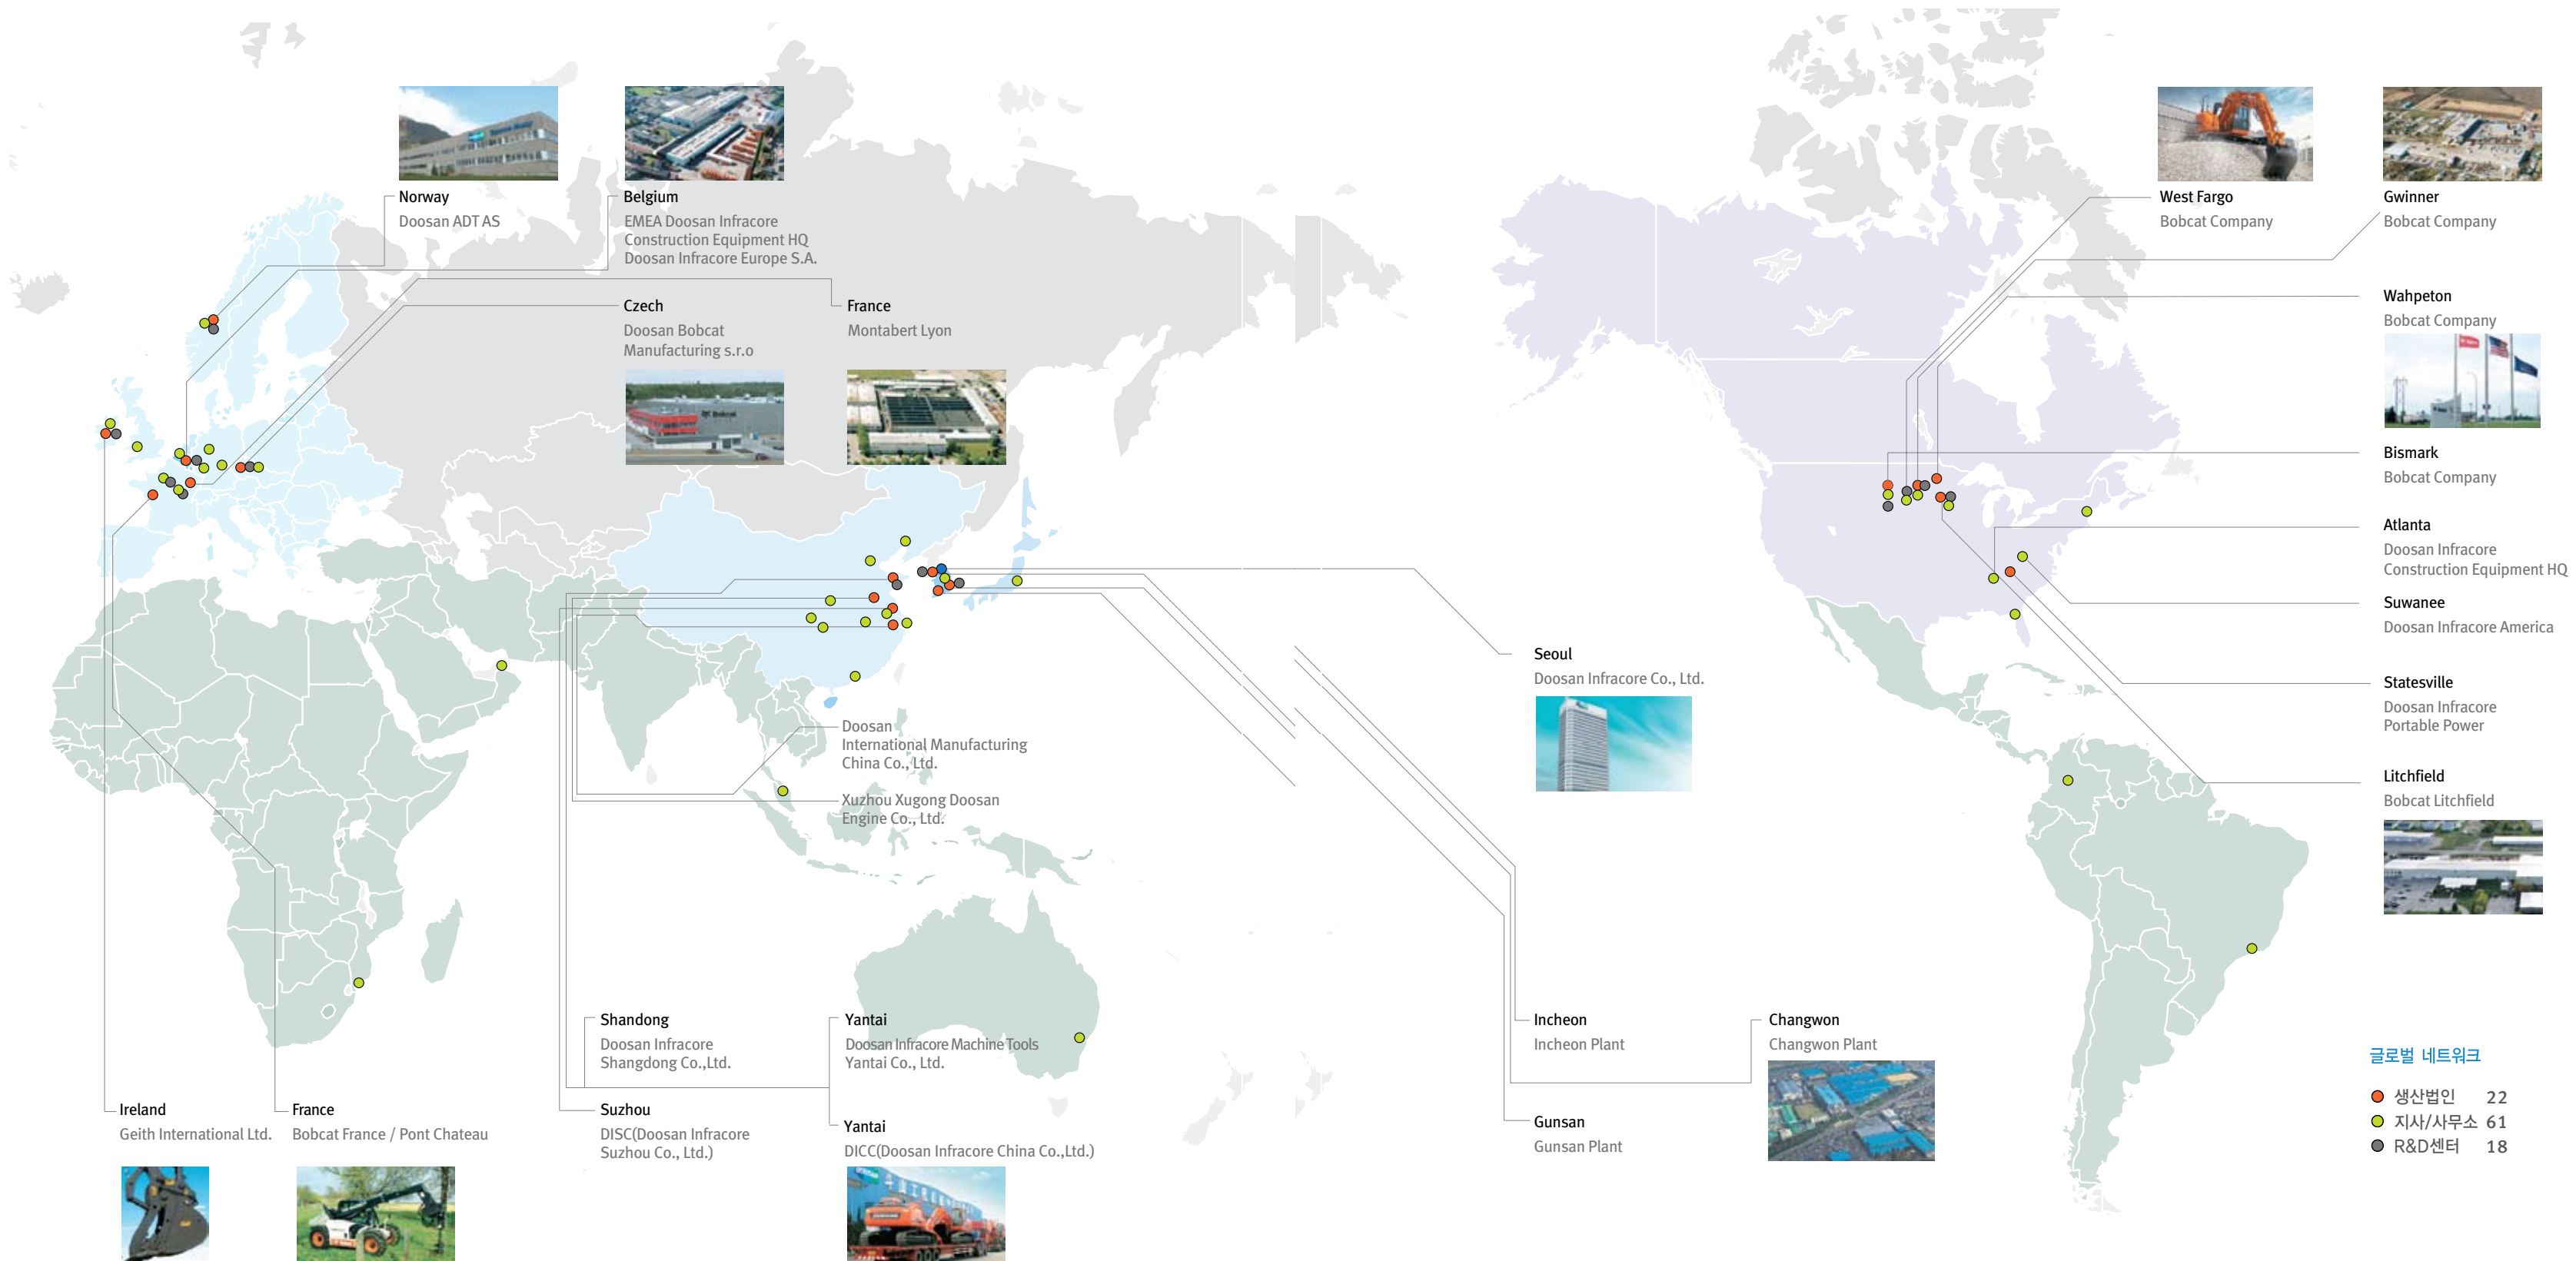 Norway
Doosan ADT AS
Belgium
EMEA Doosan Infracore
Construction Equipment HQ
Doosan Infracore Europe S.A.
Czech
Doosan Bobcat
Manufacturing s.r.o
France
Montabert Lyon
West Fargo
Bobcat Company
Gwinner
Bobcat Company
Wahpeton
Bobcat Company
Bismark
Bobcat Company
Atlanta
Doosan Infracore
Construction Equipment HQ
Suwanee
Doosan Infracore America
Statesville
Doosan Infracore
Portable Power
Litchfield
Bobcat Litchfield
Seoul
Doosan Infracore Co., Ltd.
Doosan
International Manufacturing
China Co., Ltd.
Xuzhou Xugong Doosan
Engine Co., Ltd.
Shandong
Doosan Infracore
Shangdong Co.,Ltd.
Yantai
Doosan Infracore Machine Tools
Yantai Co., Ltd.
Incheon
Incheon Plant
Changwon
Changwon Plant
Ireland
Geith International Ltd.
France
Bobcat France / Pont Chateau
Suzhou
DISC(Doosan Infracore
Suzhou Co., Ltd.)
Yantai
DICC(Doosan Infracore China Co.,Ltd.)
Gunsan
Gunsan Plant
글로벌 네트워크
생산법인 22
지사/사무소 61
R&D센터 18